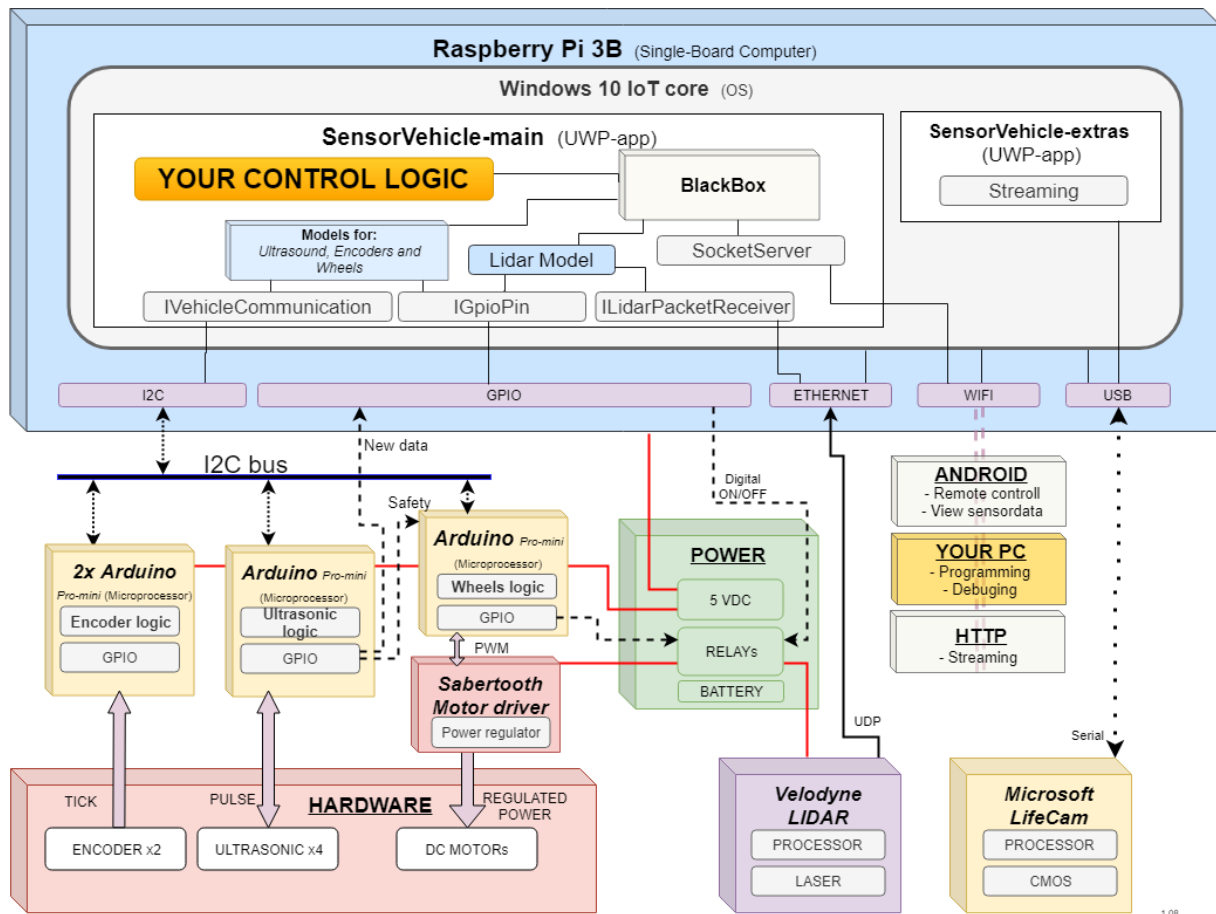 Raspberry Pi 3B (Single-Board Computer)
Windows 10 IoT core (OS)
SensorVehicle-main (UWP-app)
YOUR CONTROL LOGIC
BlackBox
Models for:
Ultrasound, Encoders and
Wheels
Lidar Model
SocketServer
IVehicleCommunication
IGpioPin
ILidarPacketReceiver
SensorVehicle-extras
(UWP-app)
Streaming
I2C
GPIO
ETHERNET
WIFI
USB
New data
I2C bus
Safety
Digital
ON/OFF
2x Arduino
Pro-mini (Microprocessor)
Encoder logic
GPIO
Arduino Pro-mini
(Microprocessor)
Ultrasonic
logic
GPIO
Arduino Pro-mini
(Microprocessor)
Wheels logic
GPIO
PWM
Sabertooth
Motor driver
Power regulator
POWER
5 VDC
RELAYs
BATTERY
ANDROID
- Remote controll
- View sensordata
YOUR PC
- Programming
- Debuging
HTTP
- Streaming
UDP
Serial
TICK
PULSE
HARDWARE
REGULATED
POWER
ENCODER x2
ULTRASONIC x4
DC MOTORs
Velodyne
LIDAR
PROCESSOR
LASER
Microsoft
LifeCam
PROCESSOR
CMOS
1.08